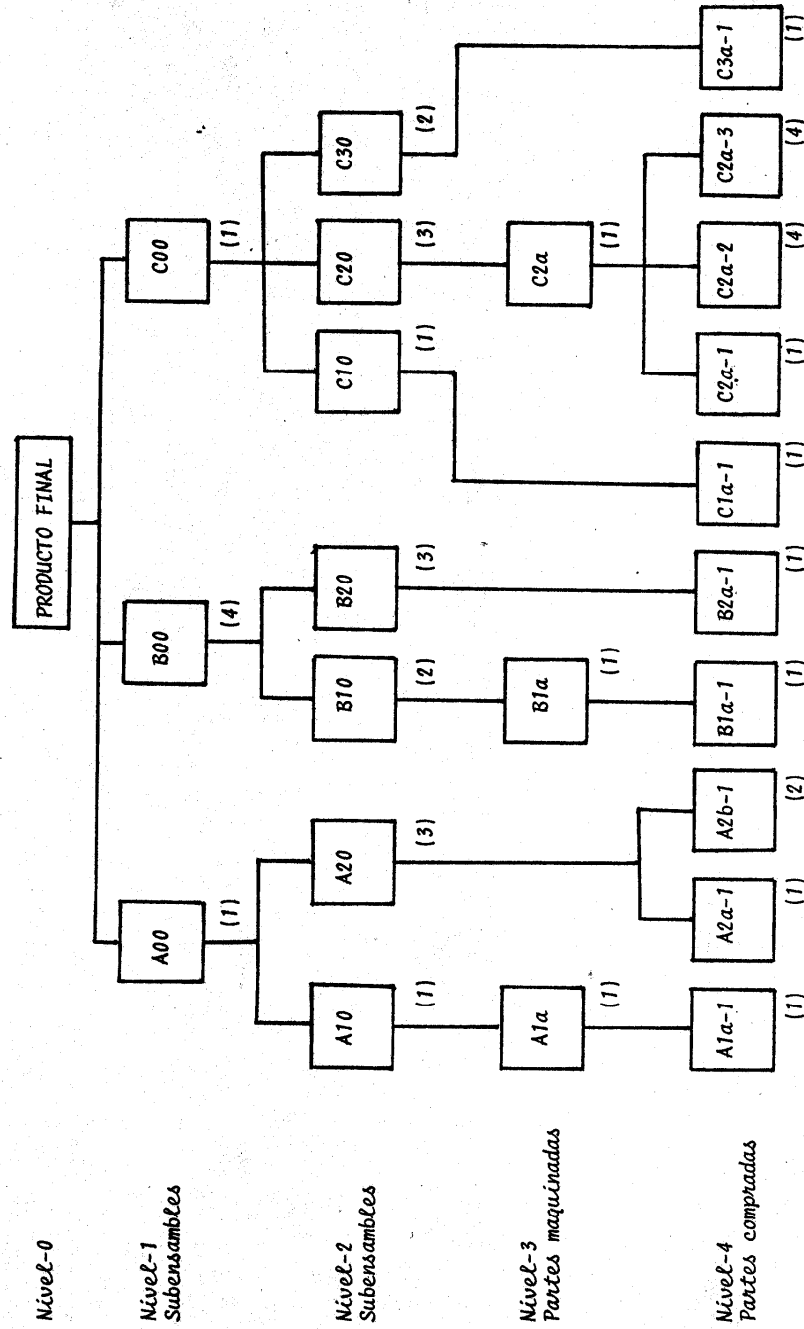 Nivel-0
PRODUCTO FINAL
Nivel-1
Subensambles
A00
B00
C00
(1)
(4)
(1)
Nivel-2
Subensambles
A10
A20
B10
B20
C10
C20
C30
(1)
(3)
(2)
(3)
(1)
(3)
(2)
Nivel-3
Partes maquinadas
A1a
B1a
C2a
(1)
(1)
(1)
Nivel-4
Partes compradas
A1a-1
A2a-1
A2b-1
B1a-1
B2a-1
C1a-1
C2a-1
C2a-2
C2a-3
C3a-1
(1)
(1)
(2)
(1)
(1)
(1)
(1)
(4)
(4)
(1)